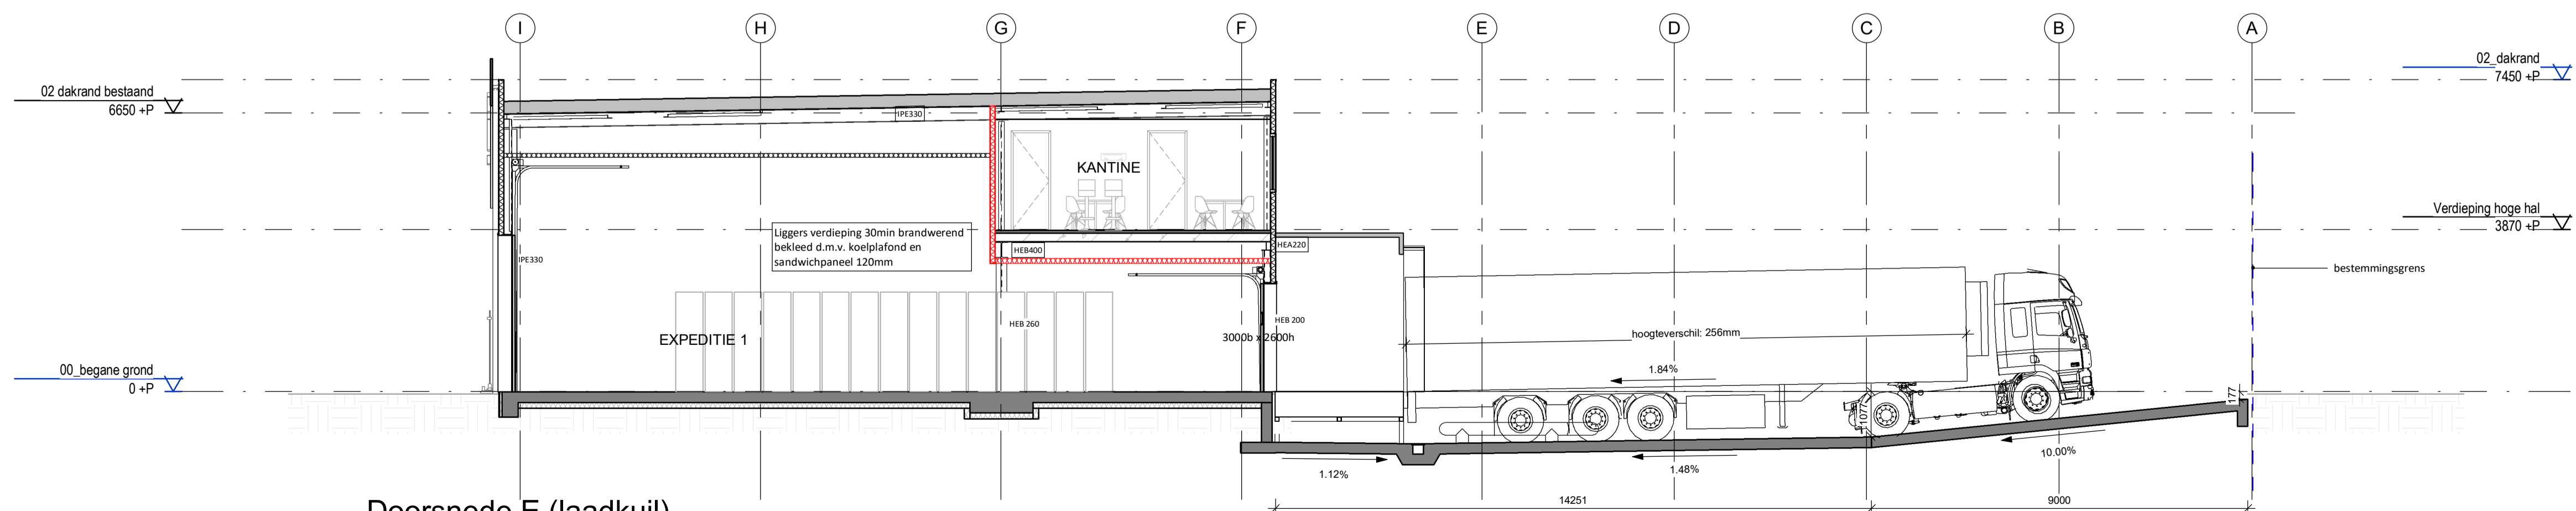 I
H
G
F
E
D
C
B
A
02 dakrand bestaand
6650 +P
02_dakrand
7450 +P
IPE330
KANTINE
Verdieping hoge hal
3870 +P
Liggers verdieping 30min brandwerend
bekleed d.m.v. koelplafond en
sandwichpaneel 120mm
HEB400
HEA220
IPE330
bestemmingsgrens
HEB 260
HEB 200
EXPEDITIE 1
3000b x 2600h
hoogteverschil: 256mm
1.84%
00_begane grond
0 +P
1077
177
1.12%
1.48%
10.00%
14251
9000
Doorsnede E (laadkuil)